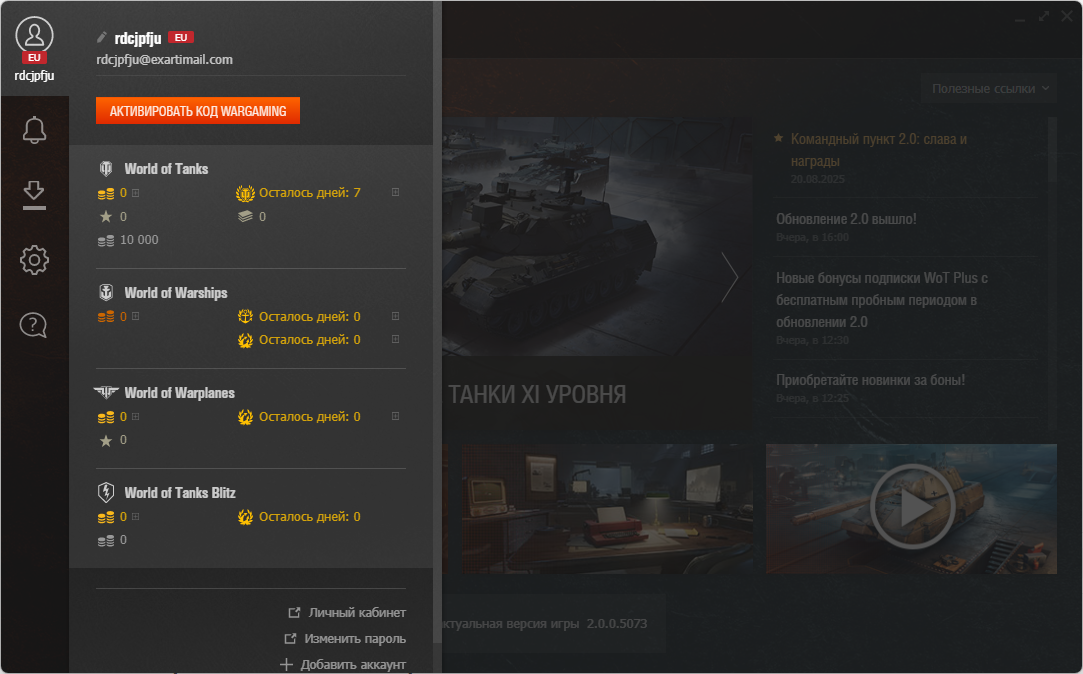 EU
rdcjpfju
rdcjpfju EU
rdcjpfju@exartimail.com
АКТИВИРОВАТЬ КОД WARGAMING
World of Tanks
0
Осталось дней: 7
0
0
10 000
World of Warships
0
Осталось дней: 0
Осталось дней: 0
World of Warplanes
0
Осталось дней: 0
0
World of Tanks Blitz
0
Осталось дней: 0
0
Личный кабинет
Изменить пароль
Добавить аккаунт
Полезные ссылки
Командный пункт 2.0: слава и
награды
20.08.2025
Обновление 2.0 вышло!
Вчера, в 16:00
Новые бонусы подписки WoT Plus с
бесплатным пробным периодом в
обновлении 2.0
Вчера, в 12:30
Приобретайте новинки за боны!
Вчера, в 12:25
ТАНКИ XI УРОВНЯ
ктуальная версия игры 2.0.0.5073